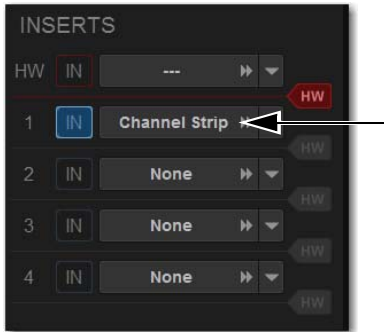 INSERTS
HW IN ---
HW
1 IN Channel Strip
HW
2 IN None
HW
3 IN None
HW
4 IN None
HW